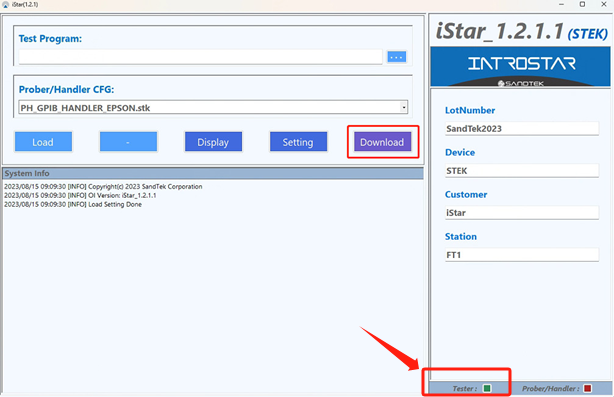 iStar(1.2.1)
Test Program:
...
Prober/Handler CFG:
PH_GPIB_HANDLER_EPSON.stk
Load
-
Display
Setting
Download
System Info
2023/08/15 09:09:30 [INFO] Copyright(c) 2023 SandTek Corporation
2023/08/15 09:09:30 [INFO] OI Version: iStar_1.2.1.1
2023/08/15 09:09:30 [INFO] Load Setting Done
iStar_1.2.1.1 (STEK)
INTROSTAR
SANDTEK
LotNumber
SandTek2023
Device
STEK
Customer
iStar
Station
FT1
Tester :
Prober/Handler :